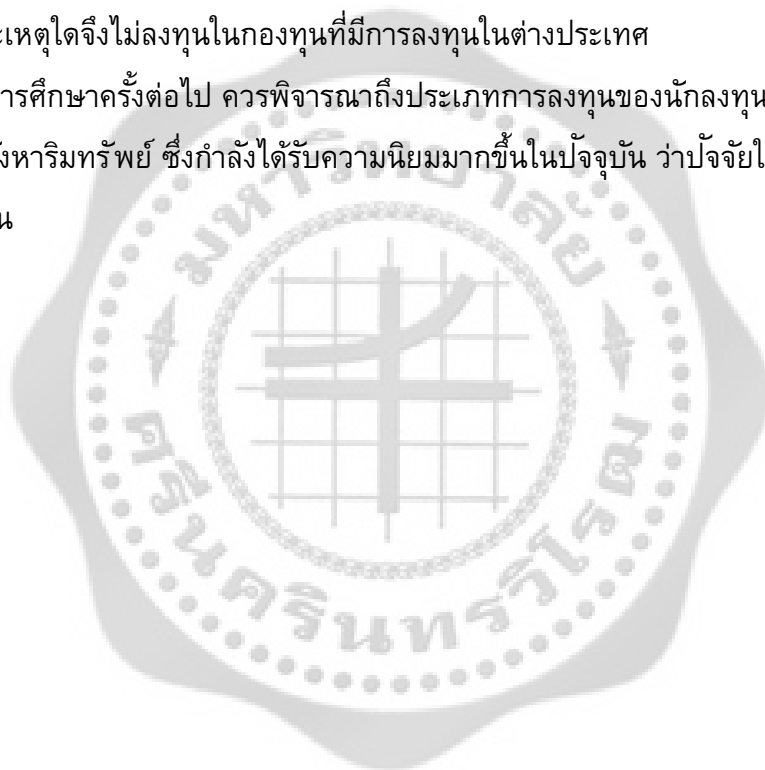 ะเหตุใดจึงไม่ลงทุนในกองทุนที่มีการลงทุนในต่างประเทศ
ารศึกษาครั้งต่อไป ควรพิจารณาถึงประเภทการลงทุนของนักลงทุน
ังหาริมทรัพย์ ซึ่งกำลังได้รับความนิยมมากขึ้นในปัจจุบัน ว่าปัจจัยใ
น
มหาวิทยาลัย
ศรีนครินทรวิโรฒ